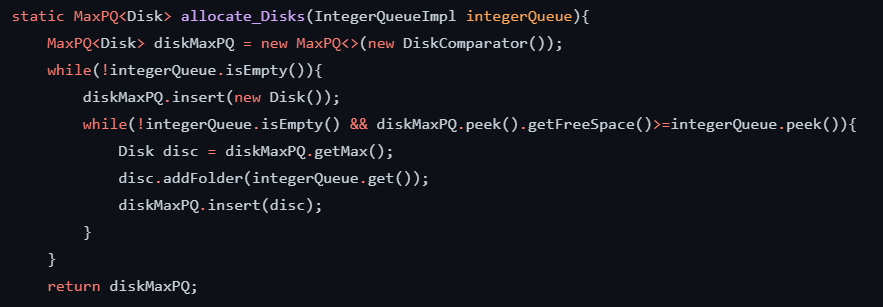 static MaxPQ<Disk> allocate_Disks(IntegerQueueImpl integerQueue){
    MaxPQ<Disk> diskMaxPQ = new MaxPQ<>(new DiskComparator());
    while(!integerQueue.isEmpty()){
        diskMaxPQ.insert(new Disk());
        while(!integerQueue.isEmpty() && diskMaxPQ.peek().getFreeSpace()>=integerQueue.peek()){
            Disk disc = diskMaxPQ.getMax();
            disc.addFolder(integerQueue.get());
            diskMaxPQ.insert(disc);
        }
    }
    return diskMaxPQ;